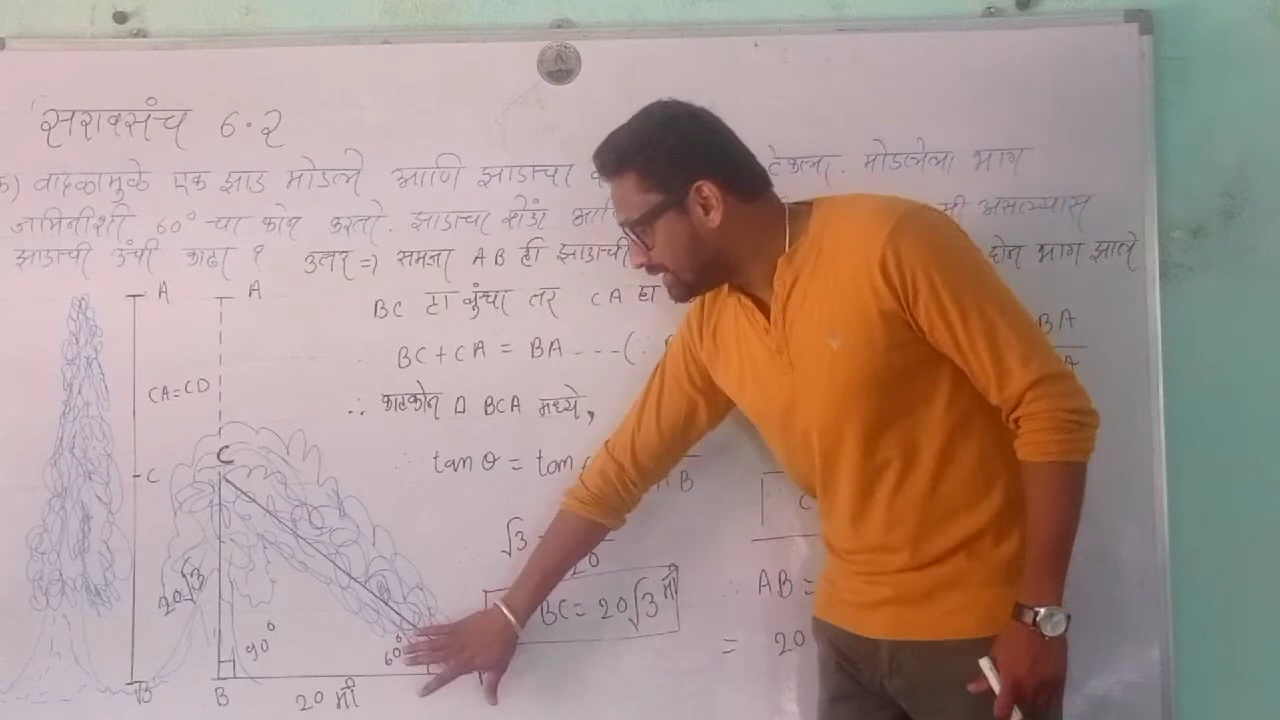 सरावसंच 6.2
वादळामुळे एक झाड मोडले आणि झाडाचा टेकला. मोडलेला भाग
जमिनीशी 60° चा कोन करतो. झाडाचा शेंडा मी असल्यास
झाडाची उंची काढा ? उत्तर => समजा AB ही झाडाची दोन भाग झाले
A A BC हा तर CA हा
BC + CA = BA BA
CA = CD ∴ काटकोन Δ BCA मध्ये,
C C ∴ tan θ = tan B
√3 = 20
20√3 BC = 20√3 मी ∴ AB =
90° 60° = 20
B B 20 मी